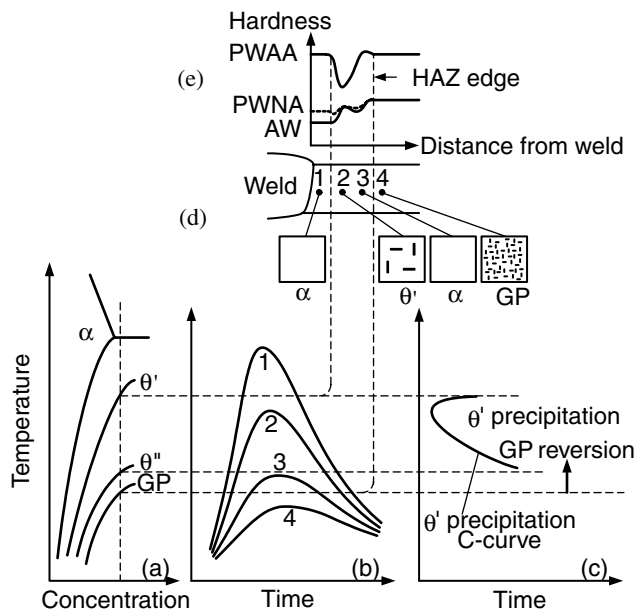 Hardness
PWAA
(e)
HAZ edge
PWNA
AW
Distance from weld
Weld
1 2 3 4
(d)
α θ' α GP
Temperature
α
θ'
θ"
GP
(a)
Concentration
1
2
3
4
(b)
Time
θ' precipitation
GP reversion
θ' precipitation
C-curve
(c)
Time